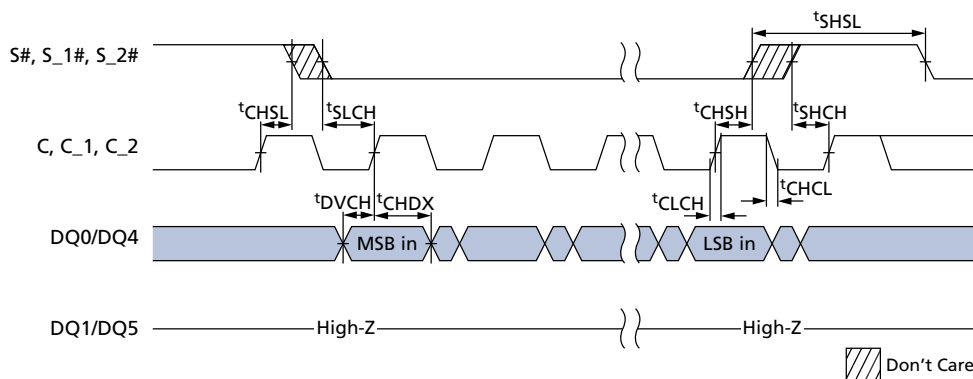 tSHSL
S#, S_1#, S_2#
tCHSL
tSLCH
tCHSH
tSHCH
C, C_1, C_2
tDVCH
tCHDX
tCLCH
tCHCL
DQ0/DQ4
MSB in
LSB in
DQ1/DQ5
High-Z
High-Z
Don't Care